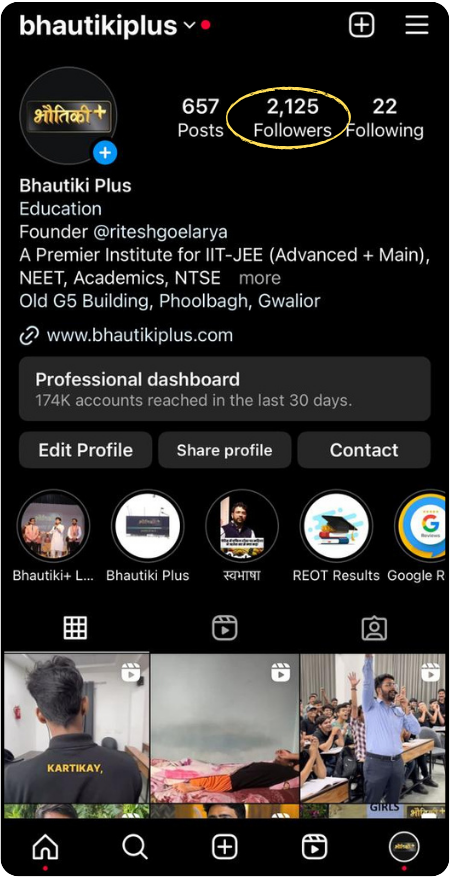 bhautikiplus
657 2,125 22
Posts Followers Following
भौतिकी +
Bhautiki Plus
Education
Founder @riteshgoelarya
A Premier Institute for IIT-JEE (Advanced + Main),
NEET, Academics, NTSE more
Old G5 Building, Phoolbagh, Gwalior
www.bhautikiplus.com
Professional dashboard
174K accounts reached in the last 30 days.
Edit Profile Share profile Contact
Google
Reviews
Bhautiki+ L... Bhautiki Plus स्वभाषा REOT Results Google R
KARTIKAY,
GIRLS